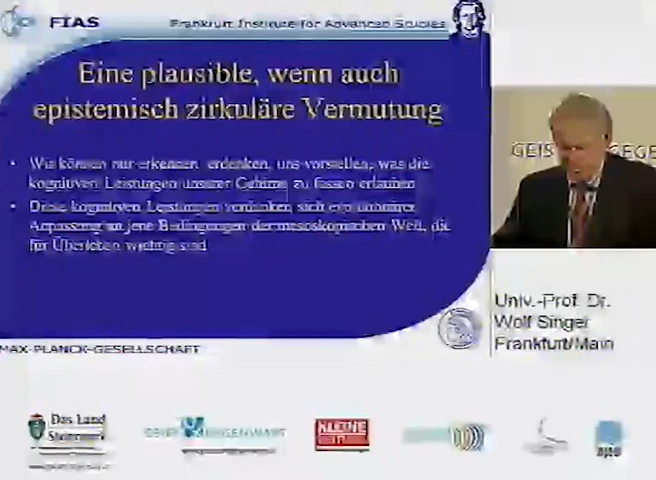 FIAS
Frankfurt Institute for Advanced Studies
Eine plausible, wenn auch
epistemisch zirkuläre Vermutung
• Wir können nur erkennen, erdenken, uns vorstellen, was die
kognitiven Leistungen unserer Gehirne zu fassen erlauben
• Diese kognitiven Leistungen verdanken sich evolutionärer
Anpassung an jene Bedingungen der mesoskopischen Welt, die
für Überleben wichtig sind
MAX-PLANCK-GESELLSCHAFT
GEIS
GEGE
Univ.-Prof. Dr.
Wolf Singer
Frankfurt/Main
Das Land
Steiermark
KLEINE